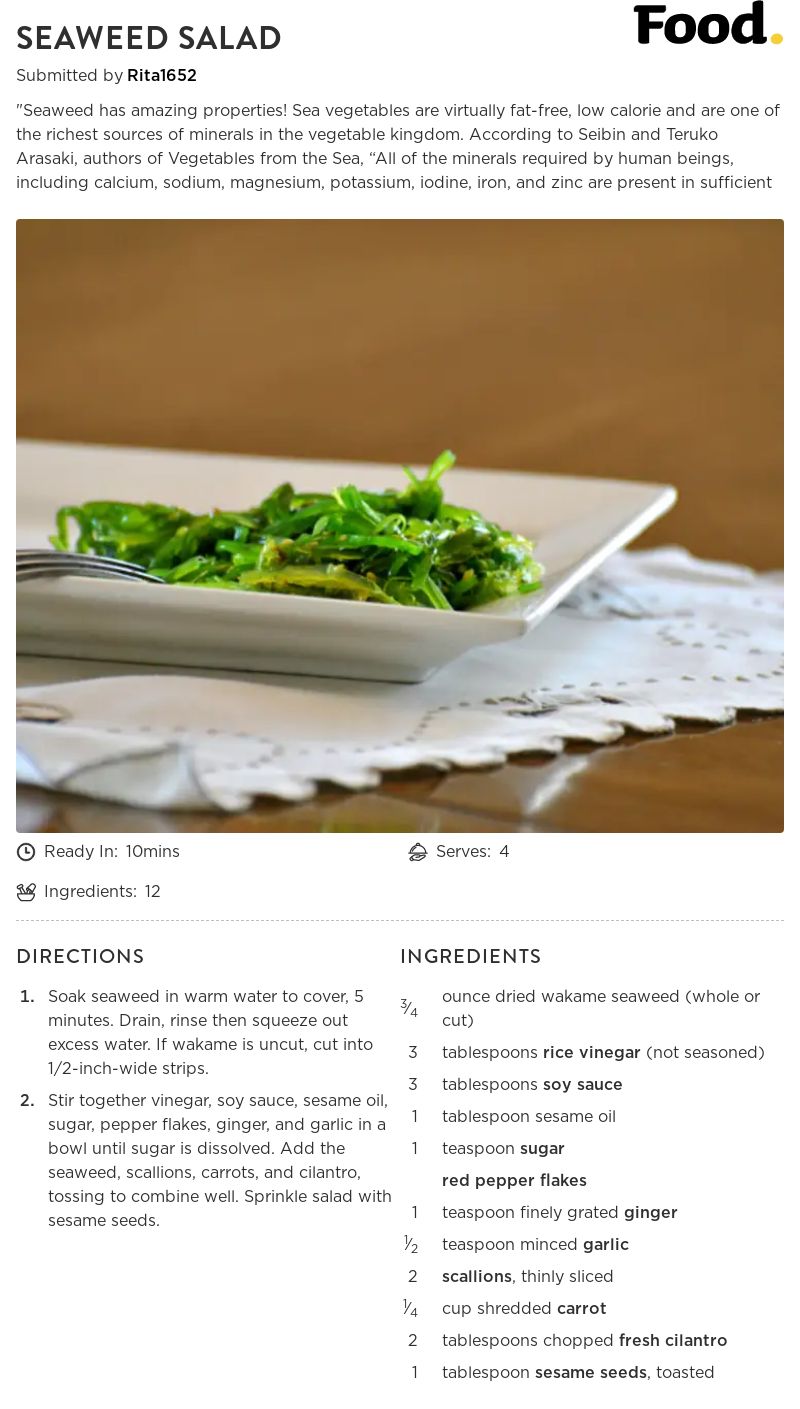 SEAWEED SALAD
Food.
Submitted by Rita1652
"Seaweed has amazing properties! Sea vegetables are virtually fat-free, low calorie and are one of
the richest sources of minerals in the vegetable kingdom. According to Seibin and Teruko
Arasaki, authors of Vegetables from the Sea, “All of the minerals required by human beings,
including calcium, sodium, magnesium, potassium, iodine, iron, and zinc are present in sufficient
Ready In: 10mins
Serves: 4
Ingredients: 12
DIRECTIONS
1. Soak seaweed in warm water to cover, 5
minutes. Drain, rinse then squeeze out
excess water. If wakame is uncut, cut into
1/2-inch-wide strips.
2. Stir together vinegar, soy sauce, sesame oil,
sugar, pepper flakes, ginger, and garlic in a
bowl until sugar is dissolved. Add the
seaweed, scallions, carrots, and cilantro,
tossing to combine well. Sprinkle salad with
sesame seeds.
INGREDIENTS
3⁄4 ounce dried wakame seaweed (whole or
cut)
3 tablespoons rice vinegar (not seasoned)
3 tablespoons soy sauce
1 tablespoon sesame oil
1 teaspoon sugar
red pepper flakes
1 teaspoon finely grated ginger
1⁄2 teaspoon minced garlic
2 scallions, thinly sliced
1⁄4 cup shredded carrot
2 tablespoons chopped fresh cilantro
1 tablespoon sesame seeds, toasted